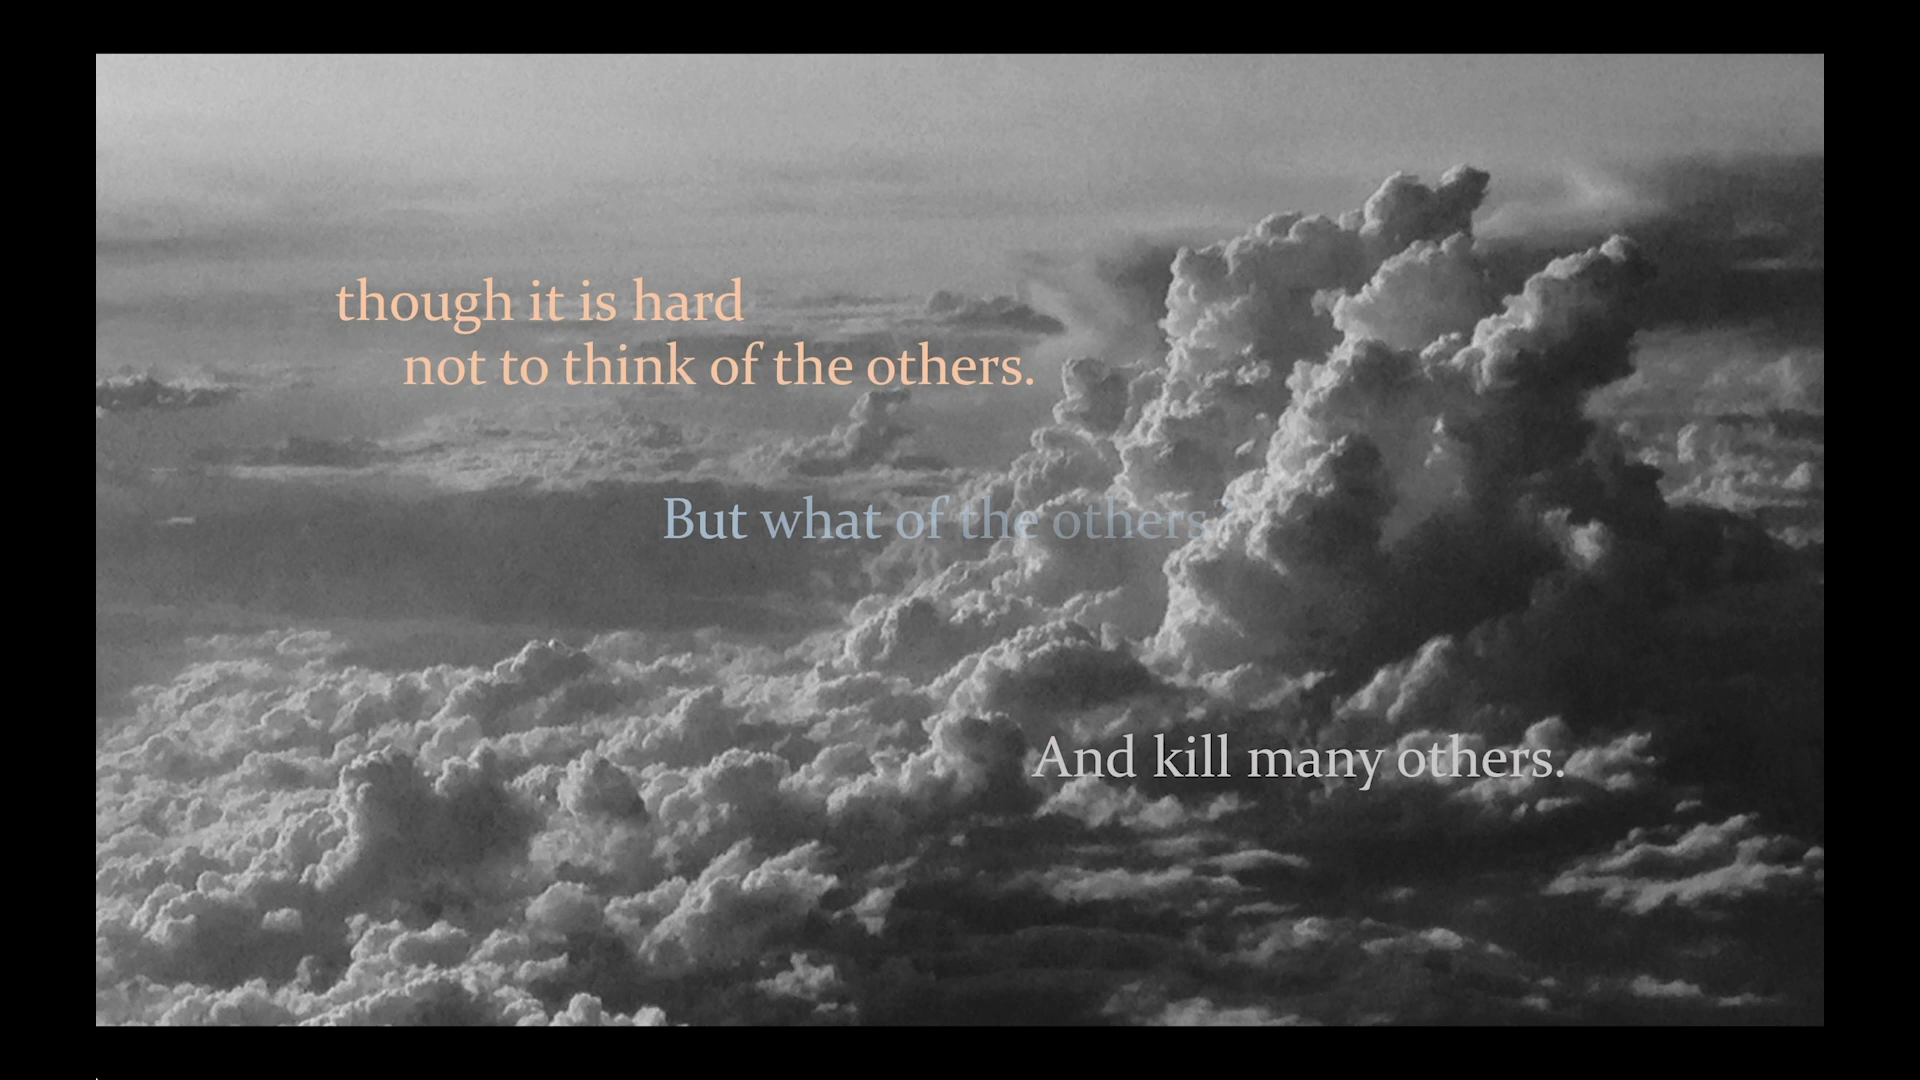 though it is hard
not to think of the others.
But what of the others?
And kill many others.